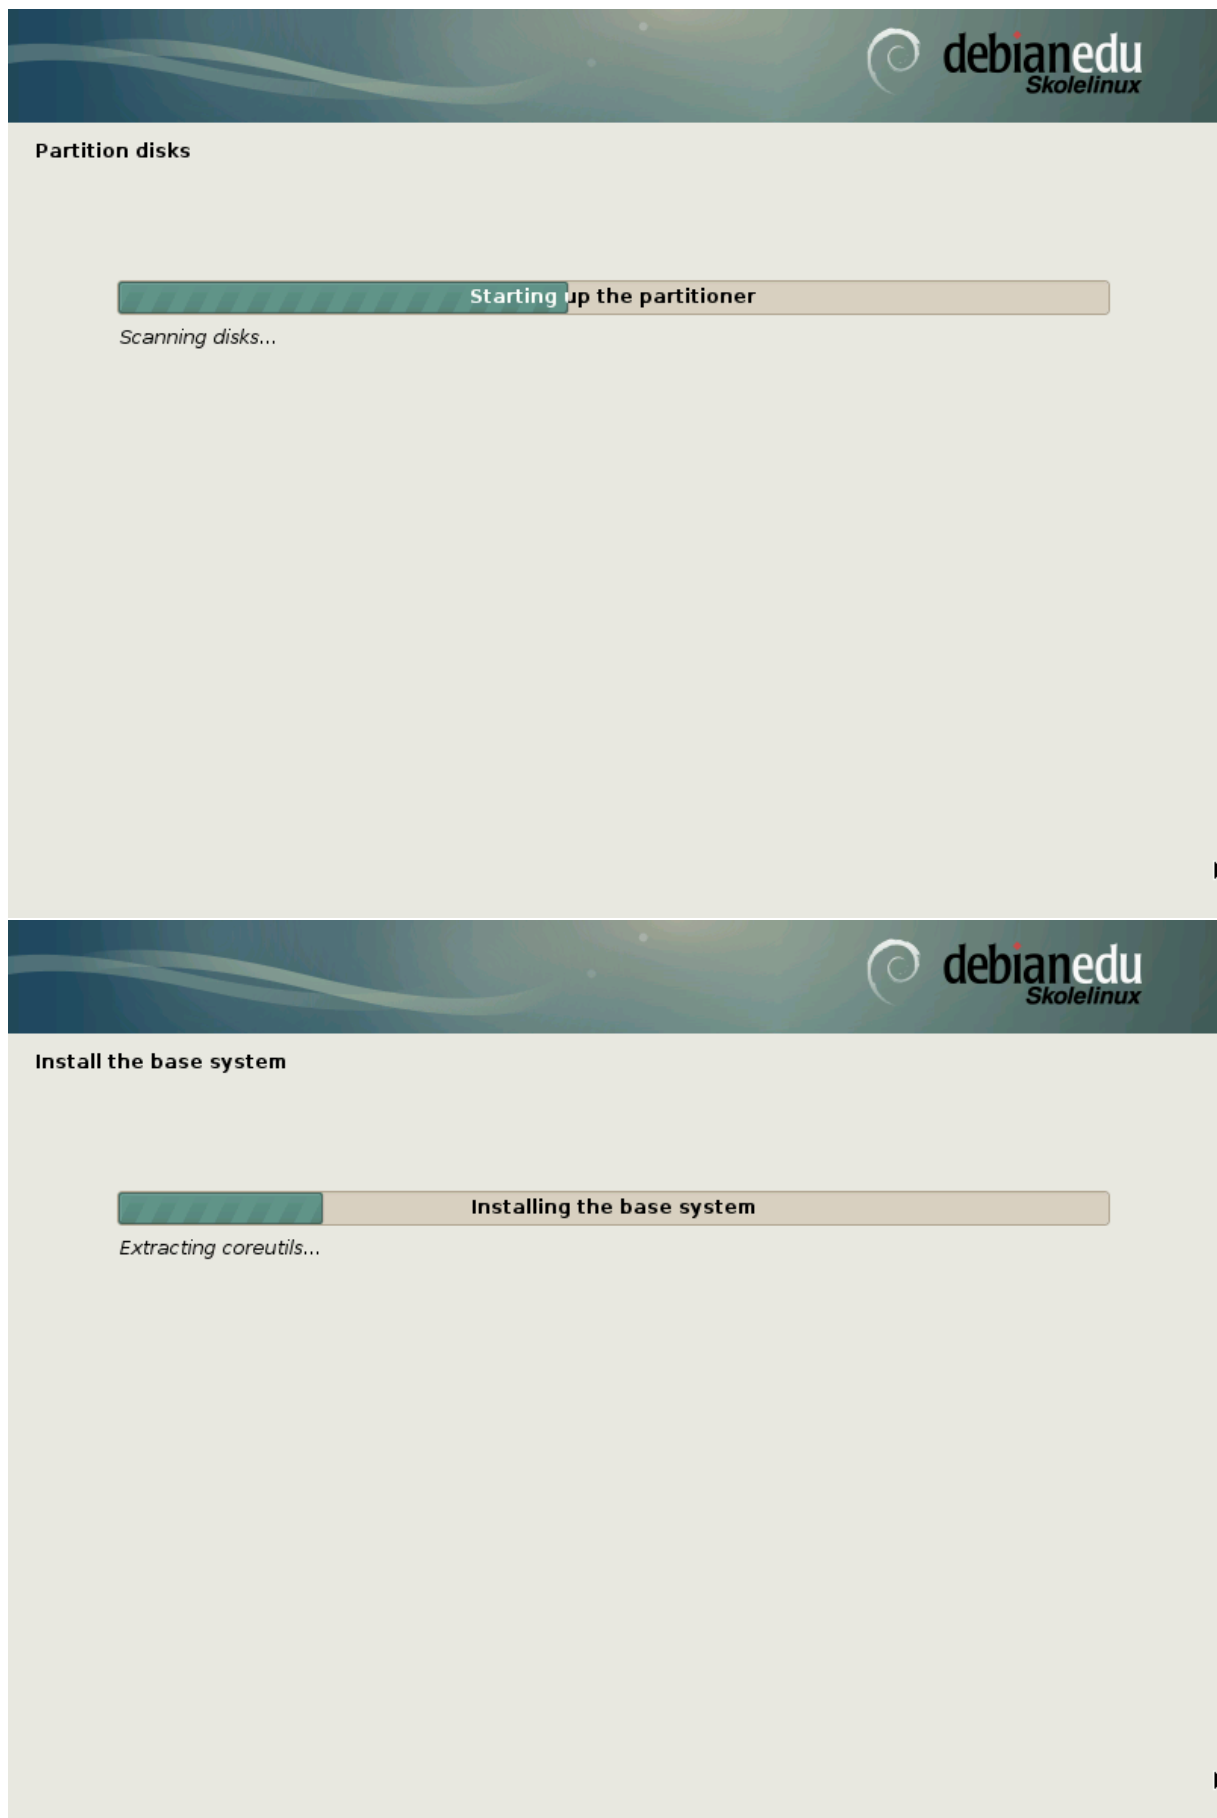 debianedu
Skolelinux
Partition disks
Starting up the partitioner
Scanning disks...
debianedu
Skolelinux
Install the base system
Installing the base system
Extracting coreutils...